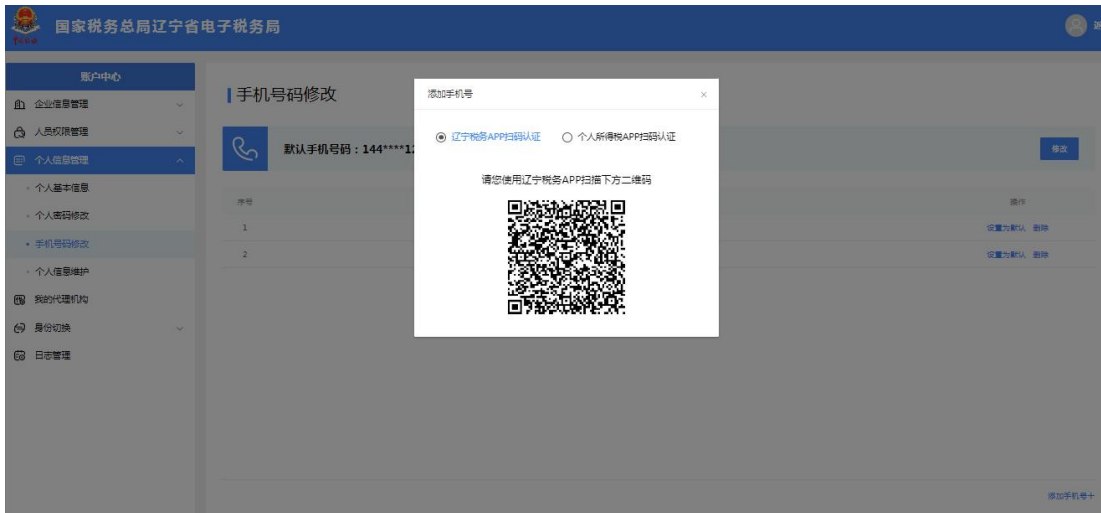 国家税务总局辽宁省电子税务局
账户中心
企业信息管理
人员权限管理
个人信息管理
个人基本信息
个人密码修改
手机号码修改
个人信息维护
我的代理机构
身份切换
日志管理
手机号码修改
默认手机号码：144****12
修改
序号
操作
1
设置为默认 删除
2
设置为默认 删除
添加手机号+
添加手机号
×
辽宁税务APP扫码认证
个人所得税APP扫码认证
请您使用辽宁税务APP扫描下方二维码